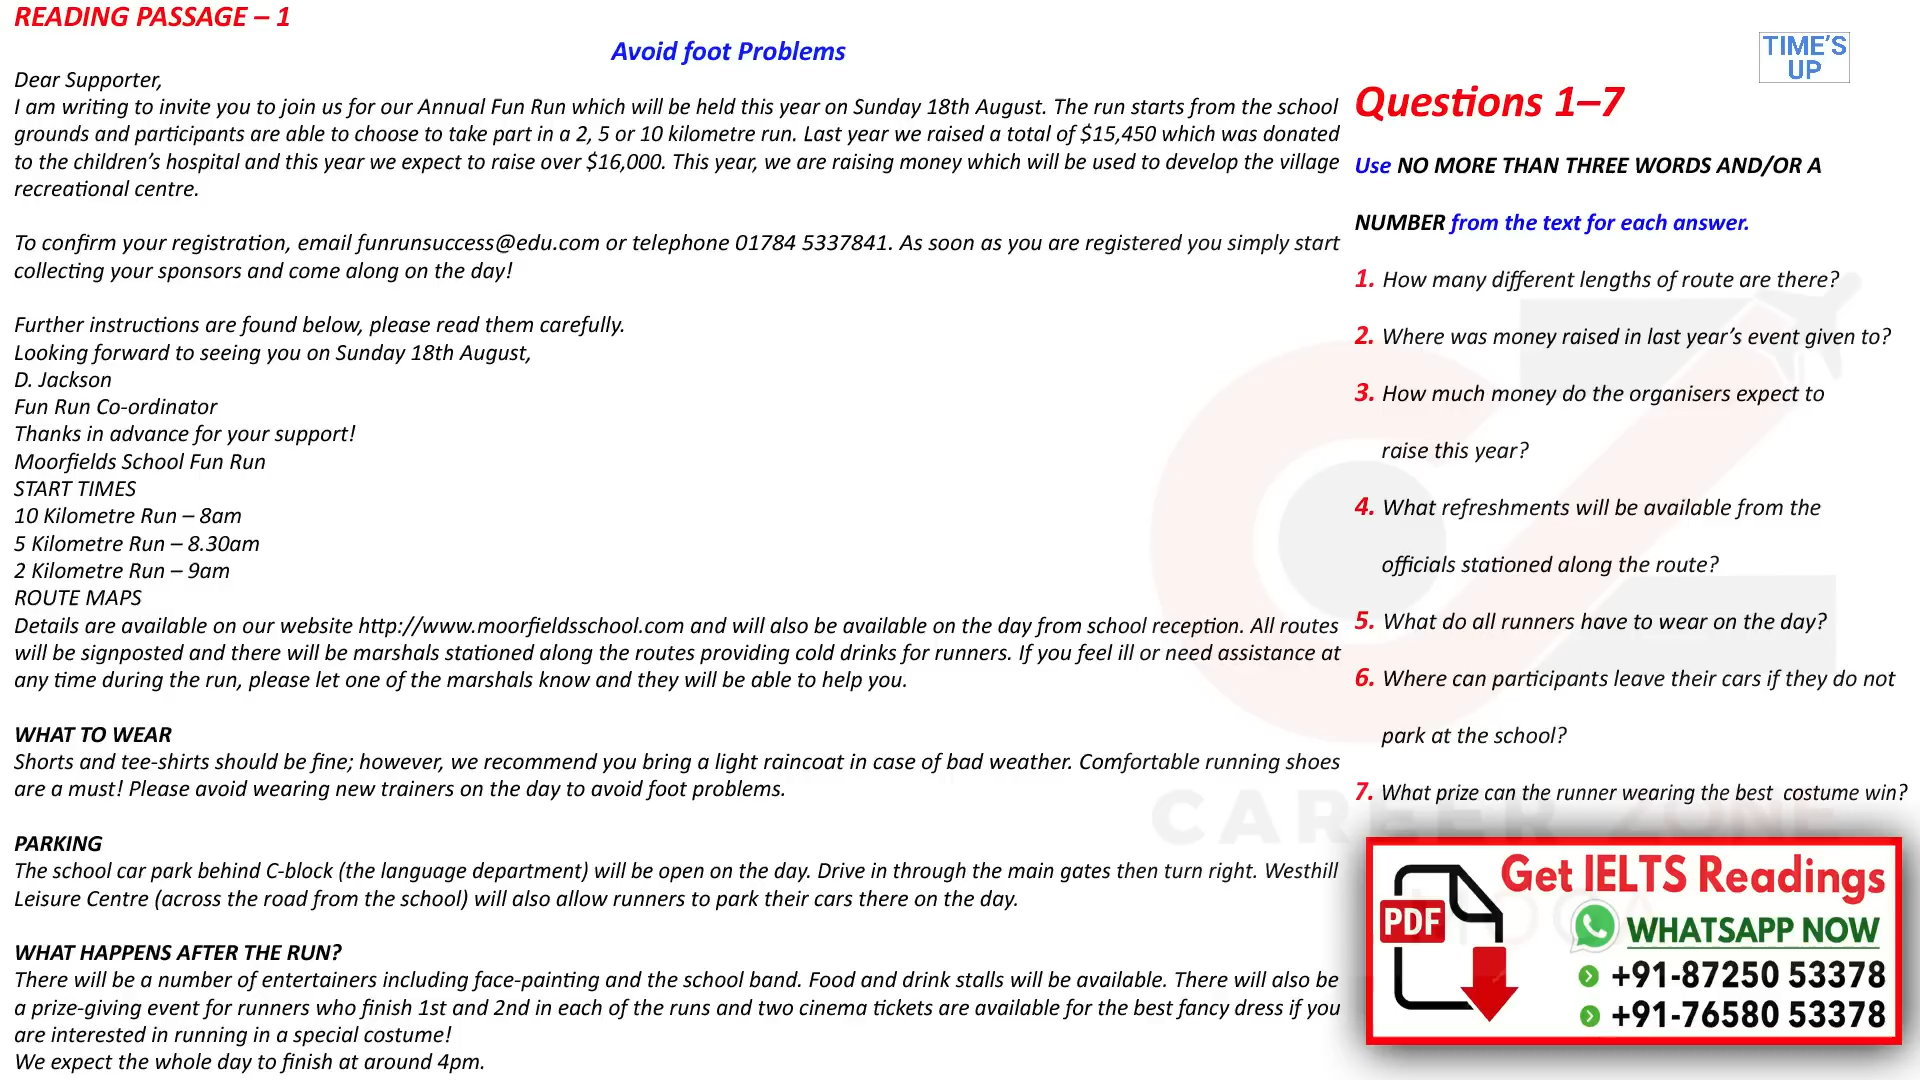 READING PASSAGE – 1
Avoid foot Problems
Dear Supporter,
I am writing to invite you to join us for our Annual Fun Run which will be held this year on Sunday 18th August. The run starts from the school
grounds and participants are able to choose to take part in a 2, 5 or 10 kilometre run. Last year we raised a total of $15,450 which was donated
to the children’s hospital and this year we expect to raise over $16,000. This year, we are raising money which will be used to develop the village
recreational centre.
To confirm your registration, email funrunsuccess@edu.com or telephone 01784 5337841. As soon as you are registered you simply start
collecting your sponsors and come along on the day!
Further instructions are found below, please read them carefully.
Looking forward to seeing you on Sunday 18th August,
D. Jackson
Fun Run Co-ordinator
Thanks in advance for your support!
Moorfields School Fun Run
START TIMES
10 Kilometre Run – 8am
5 Kilometre Run – 8.30am
2 Kilometre Run – 9am
ROUTE MAPS
Details are available on our website http://www.moorfieldsschool.com and will also be available on the day from school reception. All routes
will be signposted and there will be marshals stationed along the routes providing cold drinks for runners. If you feel ill or need assistance at
any time during the run, please let one of the marshals know and they will be able to help you.
WHAT TO WEAR
Shorts and tee-shirts should be fine; however, we recommend you bring a light raincoat in case of bad weather. Comfortable running shoes
are a must! Please avoid wearing new trainers on the day to avoid foot problems.
PARKING
The school car park behind C-block (the language department) will be open on the day. Drive in through the main gates then turn right. Westhill
Leisure Centre (across the road from the school) will also allow runners to park their cars there on the day.
WHAT HAPPENS AFTER THE RUN?
There will be a number of entertainers including face-painting and the school band. Food and drink stalls will be available. There will also be
a prize-giving event for runners who finish 1st and 2nd in each of the runs and two cinema tickets are available for the best fancy dress if you
are interested in running in a special costume!
We expect the whole day to finish at around 4pm.
TIME’S
UP
Questions 1–7
Use NO MORE THAN THREE WORDS AND/OR A
NUMBER from the text for each answer.
1. How many different lengths of route are there?
2. Where was money raised in last year’s event given to?
3. How much money do the organisers expect to
raise this year?
4. What refreshments will be available from the
officials stationed along the route?
5. What do all runners have to wear on the day?
6. Where can participants leave their cars if they do not
park at the school?
7. What prize can the runner wearing the best costume win?
CAREER ZONE
MOGA
Get IELTS Readings
PDF
WHATSAPP NOW
+91-87250 53378
+91-76580 53378